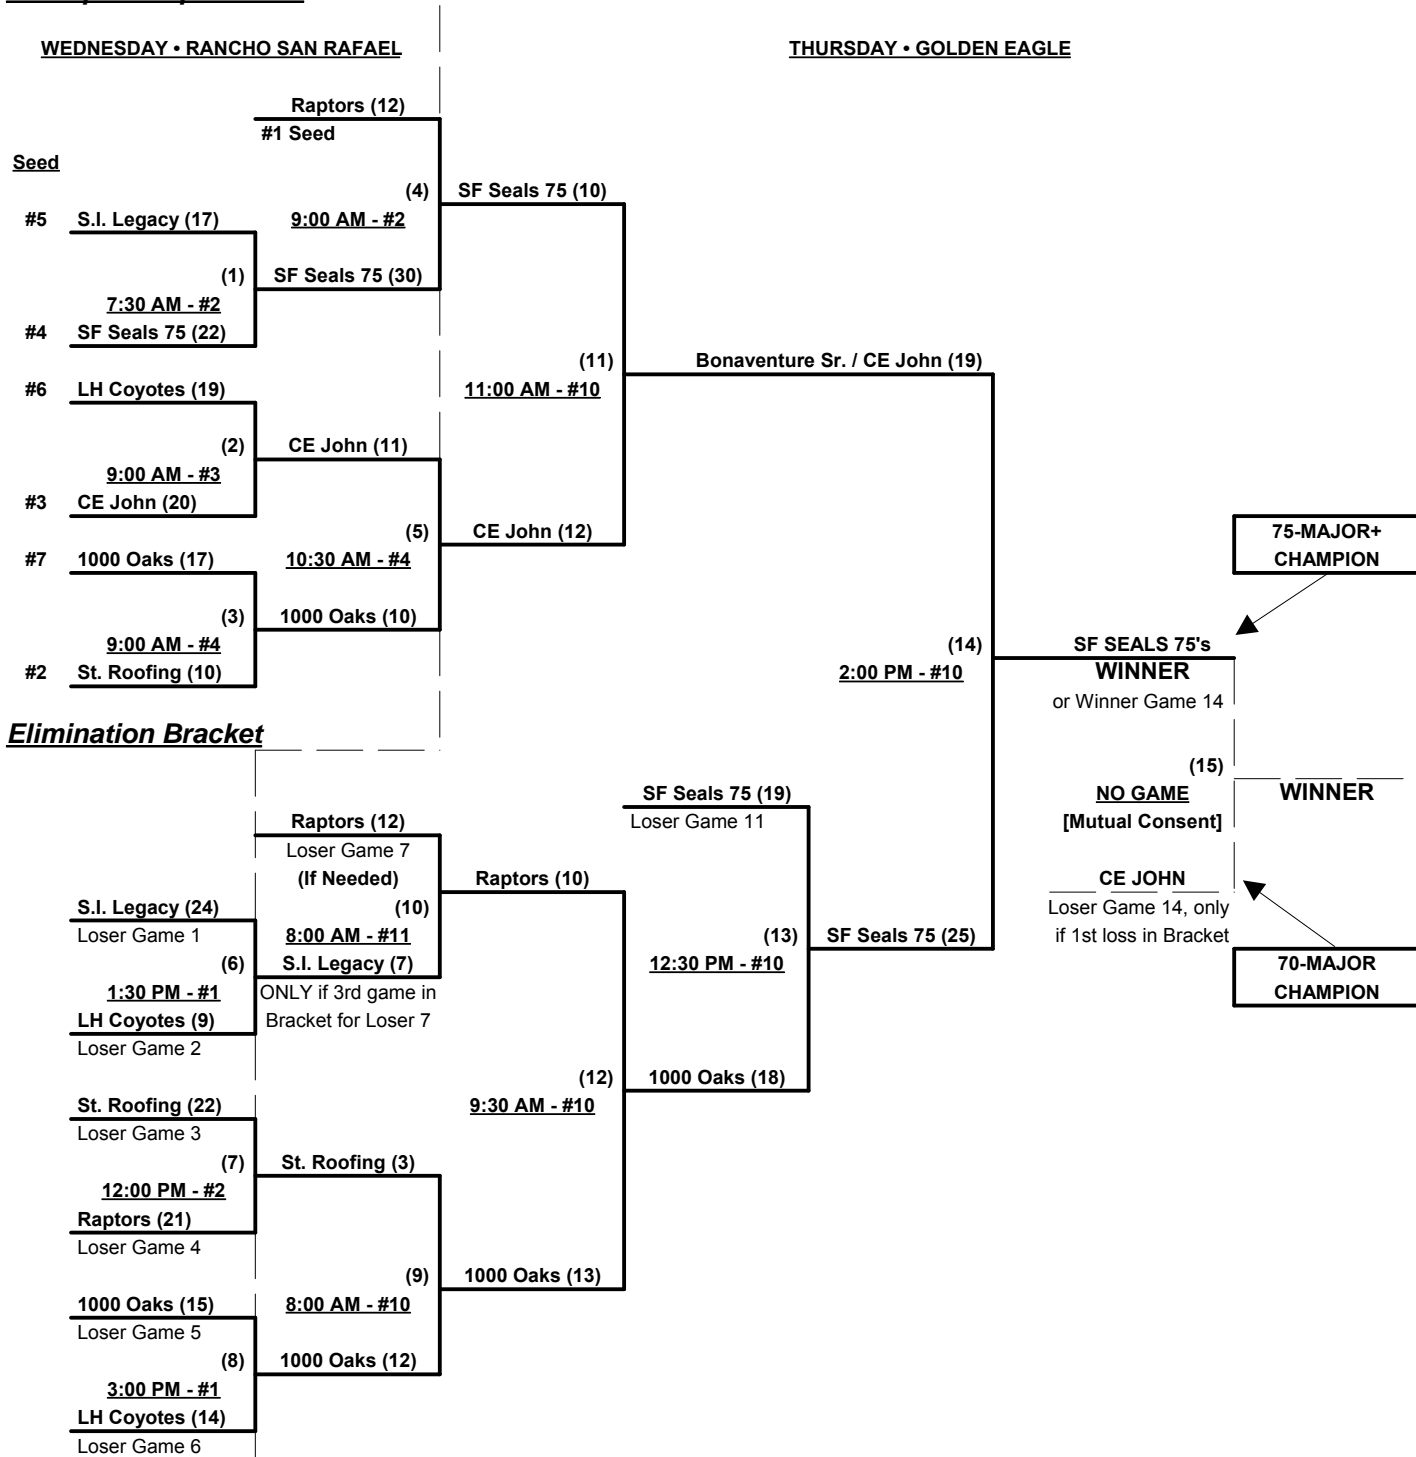 WEDNESDAY • RANCHO SAN RAFAEL
THURSDAY • GOLDEN EAGLE
Raptors (12)
#1 Seed
Seed
(4)
SF Seals 75 (10)
#5
S.I. Legacy (17)
9:00 AM - #2
(1)
SF Seals 75 (30)
7:30 AM - #2
#4
SF Seals 75 (22)
(11)
Bonaventure Sr. / CE John (19)
#6
LH Coyotes (19)
11:00 AM - #10
(2)
CE John (11)
9:00 AM - #3
#3
CE John (20)
(5)
CE John (12)
75-MAJOR+
CHAMPION
#7
1000 Oaks (17)
10:30 AM - #4
(3)
1000 Oaks (10)
9:00 AM - #4
(14)
SF SEALS 75's
#2
St. Roofing (10)
2:00 PM - #10
WINNER
or Winner Game 14
Elimination Bracket
(15)
SF Seals 75 (19)
NO GAME
WINNER
Raptors (12)
Loser Game 11
[Mutual Consent]
Loser Game 7
(If Needed)
Raptors (10)
CE JOHN
S.I. Legacy (24)
(10)
Loser Game 14, only
Loser Game 1
8:00 AM - #11
(13)
SF Seals 75 (25)
if 1st loss in Bracket
(6)
S.I. Legacy (7)
12:30 PM - #10
70-MAJOR
CHAMPION
1:30 PM - #1
ONLY if 3rd game in
LH Coyotes (9)
Bracket for Loser 7
Loser Game 2
(12)
1000 Oaks (18)
St. Roofing (22)
9:30 AM - #10
Loser Game 3
(7)
St. Roofing (3)
12:00 PM - #2
Raptors (21)
Loser Game 4
(9)
1000 Oaks (13)
1000 Oaks (15)
8:00 AM - #10
Loser Game 5
(8)
1000 Oaks (12)
3:00 PM - #1
LH Coyotes (14)
Loser Game 6